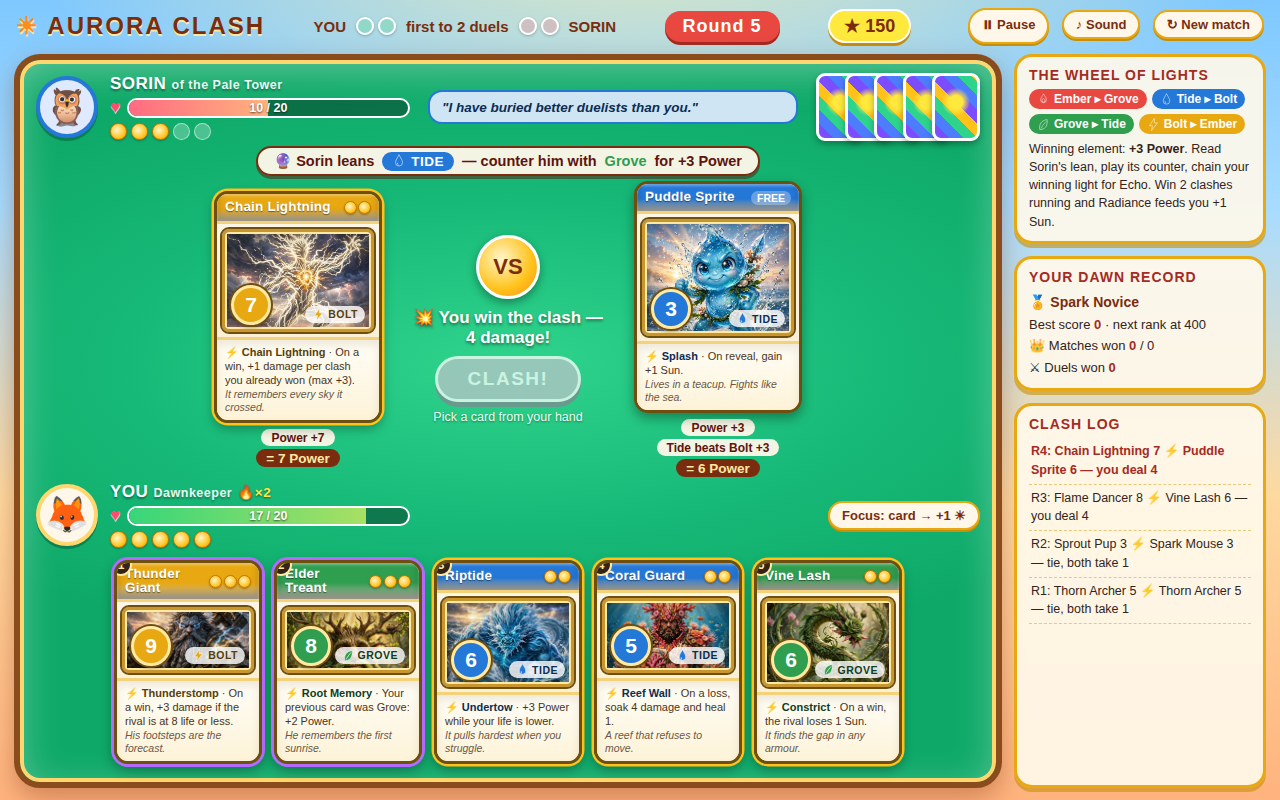 ☀ AURORA CLASH
YOU first to 2 duels SORIN
Round 5
★ 150
⏸ Pause
♪ Sound
↻ New match
SORIN of the Pale Tower
10 / 20
"I have buried better duelists than you."
🔮 Sorin leans TIDE — counter him with Grove for +3 Power
Chain Lightning
7
BOLT
⚡ Chain Lightning · On a
win, +1 damage per clash
you already won (max +3).
It remembers every sky it
crossed.
Power +7
= 7 Power
VS
💥 You win the clash —
4 damage!
CLASH!
Pick a card from your hand
Puddle Sprite
FREE
3
TIDE
⚡ Splash · On reveal, gain
+1 Sun.
Lives in a teacup. Fights like
the sea.
Power +3
Tide beats Bolt +3
= 6 Power
YOU Dawnkeeper 🔥×2
17 / 20
Focus: card → +1 ☀
Thunder
Giant
9
BOLT
⚡ Thunderstomp · On
a win, +3 damage if the
rival is at 8 life or less.
His footsteps are the
forecast.
Elder
Treant
8
GROVE
⚡ Root Memory · Your
previous card was Grove:
+2 Power.
He remembers the first
sunrise.
Riptide
6
TIDE
⚡ Undertow · +3 Power
while your life is lower.
It pulls hardest when you
struggle.
Coral Guard
5
TIDE
⚡ Reef Wall · On a loss,
soak 4 damage and heal
1.
A reef that refuses to
move.
Vine Lash
6
GROVE
⚡ Constrict · On a win,
the rival loses 1 Sun.
It finds the gap in any
armour.
THE WHEEL OF LIGHTS
Ember ▸ Grove
Tide ▸ Bolt
Grove ▸ Tide
Bolt ▸ Ember
Winning element: +3 Power. Read
Sorin's lean, play its counter, chain your
winning light for Echo. Win 2 clashes
running and Radiance feeds you +1
Sun.
YOUR DAWN RECORD
🏅 Spark Novice
Best score 0 · next rank at 400
👑 Matches won 0 / 0
⚔ Duels won 0
CLASH LOG
R4: Chain Lightning 7 ⚡ Puddle
Sprite 6 — you deal 4
R3: Flame Dancer 8 ⚡ Vine Lash 6 —
you deal 4
R2: Sprout Pup 3 ⚡ Spark Mouse 3
— tie, both take 1
R1: Thorn Archer 5 ⚡ Thorn Archer 5
— tie, both take 1